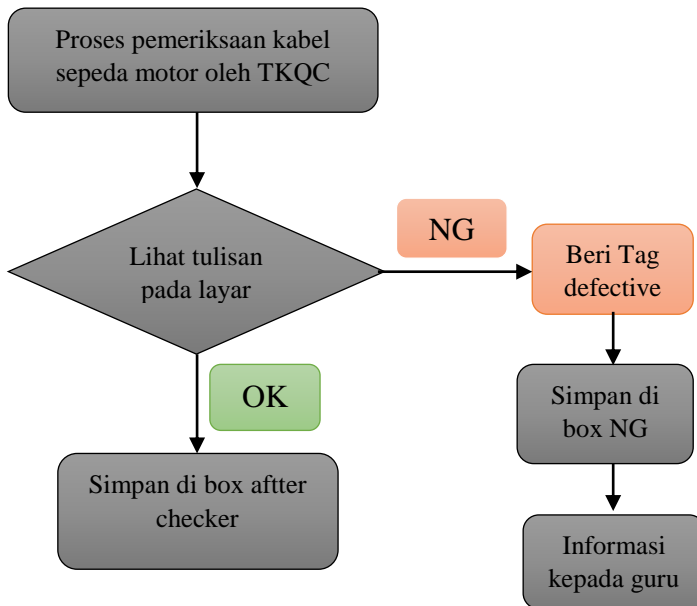 Proses pemeriksaan kabel
sepeda motor oleh TKQC
Lihat tulisan
pada layar
NG
Beri Tag
defective
OK
Simpan di
box NG
Simpan di box aftter
checker
Informasi
kepada guru